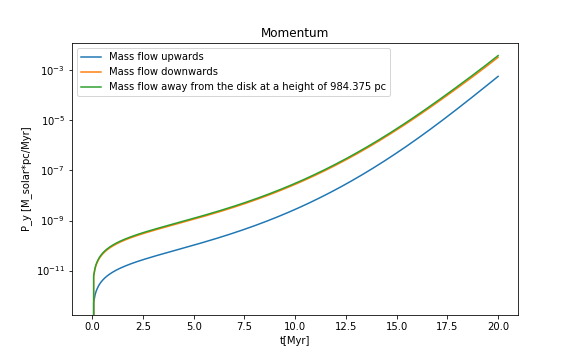 Momentum
Mass flow upwards
Mass flow downwards
Mass flow away from the disk at a height of 984.375 pc
P_y [M_solar*pc/Myr]
10⁻³
10⁻⁵
10⁻⁷
10⁻⁹
10⁻¹¹
0.0 2.5 5.0 7.5 10.0 12.5 15.0 17.5 20.0
t[Myr]